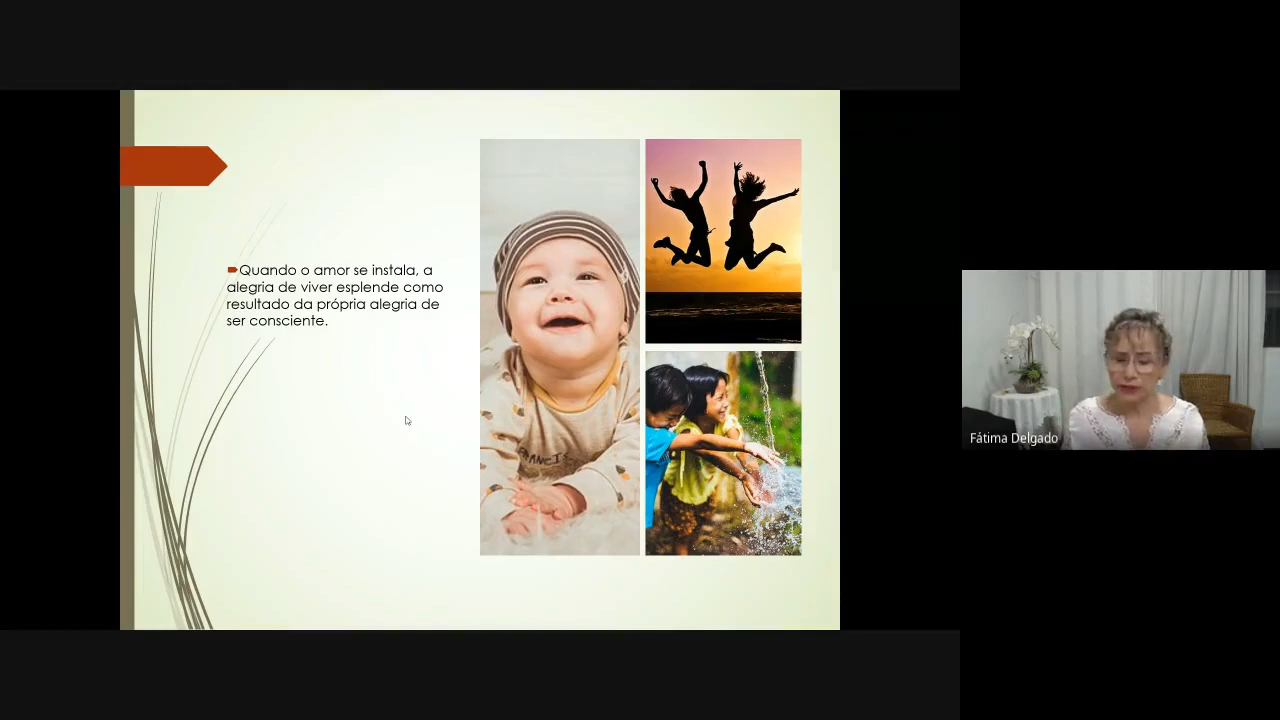 Quando o amor se instala, a
alegria de viver esplende como
resultado da própria alegria de
ser consciente.
Fátima Delgado